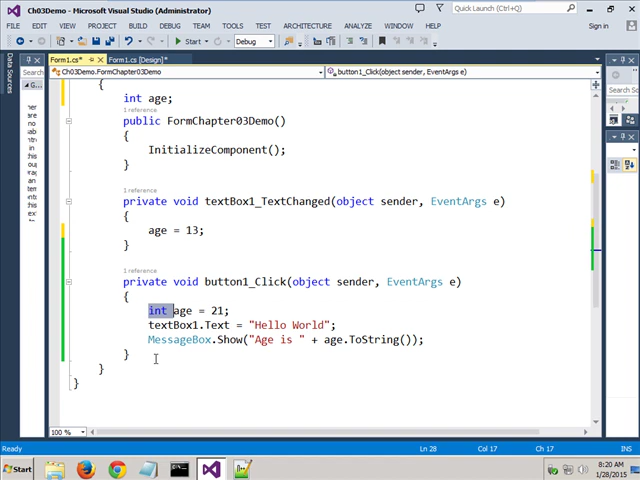 Ch03Demo - Microsoft Visual Studio (Administrator)
Quick Launch (Ctrl+Q)
FILE EDIT VIEW PROJECT BUILD DEBUG TEAM TOOLS TEST ARCHITECTURE ANALYZE WINDOW HELP
Sign in
Start Debug
Data Sources
Form1.cs* Form1.cs [Design]*
Search
Ch03Demo.FormChapter03Demo
button1_Click(object sender, EventArgs e)
{
int age;
1 reference
public FormChapter03Demo()
{
InitializeComponent();
}
1 reference
private void textBox1_TextChanged(object sender, EventArgs e)
{
age = 13;
}
1 reference
private void button1_Click(object sender, EventArgs e)
{
int age = 21;
textBox1.Text = "Hello World";
MessageBox.Show("Age is " + age.ToString());
}
}
}
100 %
Ready
Ln 28 Col 17 Ch 17 INS
Start
8:20 AM
1/28/2015